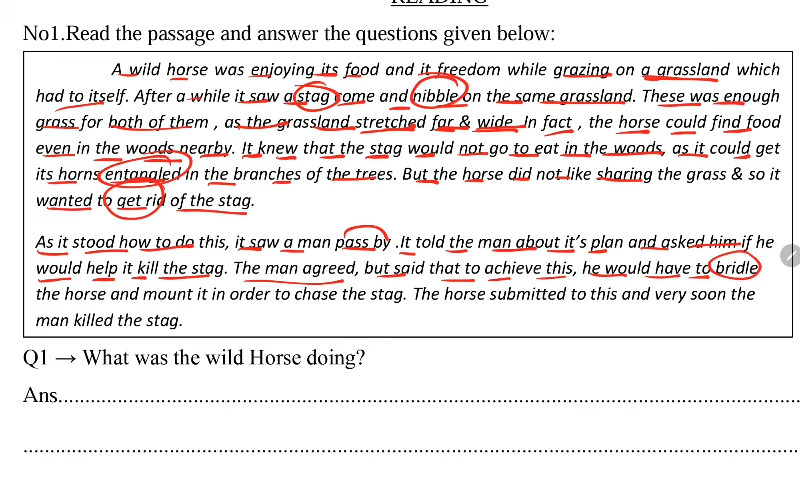 READING
No1.Read the passage and answer the questions given below:
A wild horse was enjoying its food and it freedom while grazing on a grassland which
had to itself. After a while it saw a stag come and nibble on the same grassland. These was enough
grass for both of them , as the grassland stretched far & wide. In fact , the horse could find food
even in the woods nearby. It knew that the stag would not go to eat in the woods, as it could get
its horns entangled in the branches of the trees. But the horse did not like sharing the grass & so it
wanted to get rid of the stag.
As it stood how to do this, it saw a man pass by .It told the man about it’s plan and asked him if he
would help it kill the stag. The man agreed, but said that to achieve this, he would have to bridle
the horse and mount it in order to chase the stag. The horse submitted to this and very soon the
man killed the stag.
Q1 → What was the wild Horse doing?
Ans....................................................................................................................
............................................................................................................................